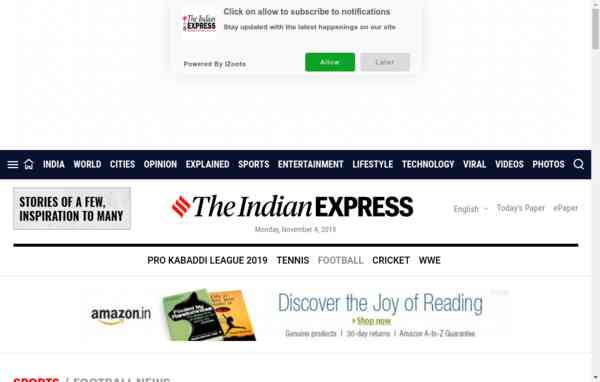 The Indian
EXPRESS
Click on allow to subscribe to notifications
Stay updated with the latest happenings on our site
Powered By iZooto
Allow
Later
INDIA WORLD CITIES OPINION EXPLAINED SPORTS ENTERTAINMENT LIFESTYLE TECHNOLOGY VIRAL VIDEOS PHOTOS
STORIES OF A FEW,
INSPIRATION TO MANY
The Indian EXPRESS
Monday, November 4, 2019
English Today's Paper ePaper
PRO KABADDI LEAGUE 2019 TENNIS FOOTBALL CRICKET WWE
amazon.in
Discover the Joy of Reading
Shop now
Genuine products | 30-day returns | Amazon A-to-Z Guarantee
SPORTS / FOOTBALL NEWS